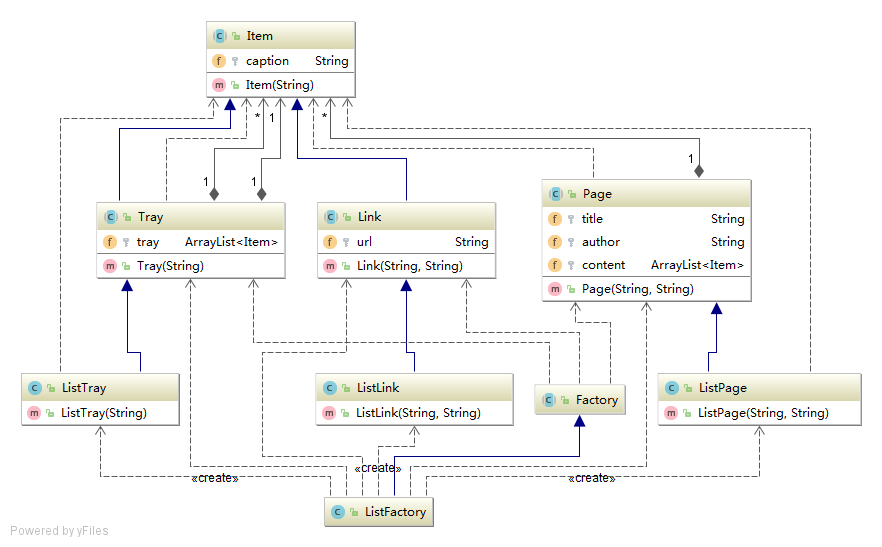 Item
caption String
Item(String)
* 1 *
1 1 1
Tray
tray ArrayList<Item>
Tray(String)
Link
url String
Link(String, String)
Page
title String
author String
content ArrayList<Item>
Page(String, String)
ListTray
ListTray(String)
ListLink
ListLink(String, String)
Factory
ListPage
ListPage(String, String)
«create» «create» «create»
ListFactory
Powered by yFiles